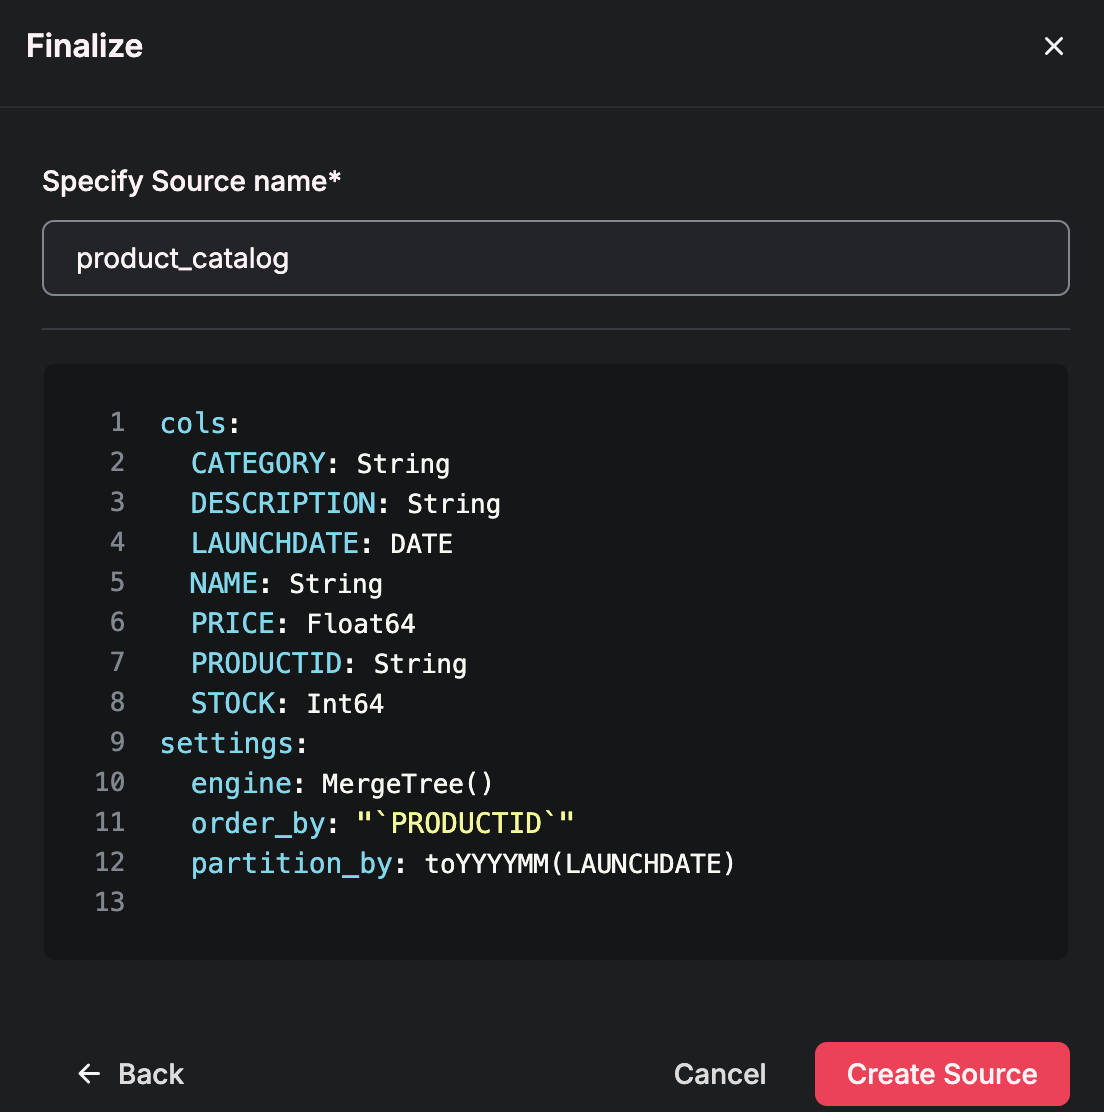 Finalize
Specify Source name*
product_catalog
1 cols:
2   CATEGORY: String
3   DESCRIPTION: String
4   LAUNCHDATE: DATE
5   NAME: String
6   PRICE: Float64
7   PRODUCTID: String
8   STOCK: Int64
9 settings:
10   engine: MergeTree()
11   order_by: "`PRODUCTID`"
12   partition_by: toYYYYMM(LAUNCHDATE)
13
← Back Cancel Create Source